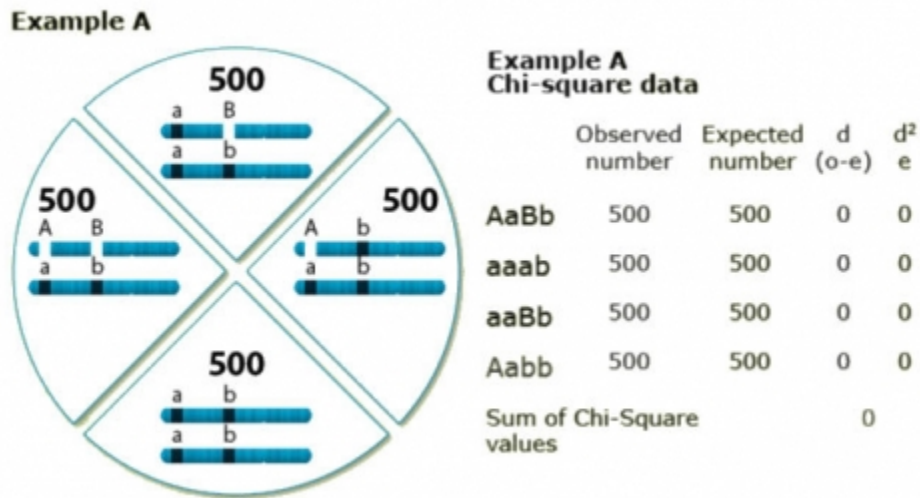 Example A
500
a B
a b
500
A B
a b
500
A b
a b
500
a b
a b
Example A
Chi-square data
Observed Expected d d²
number number (o-e) e
AaBb 500 500 0 0
aaab 500 500 0 0
aaBb 500 500 0 0
Aabb 500 500 0 0
Sum of Chi-Square 0
values